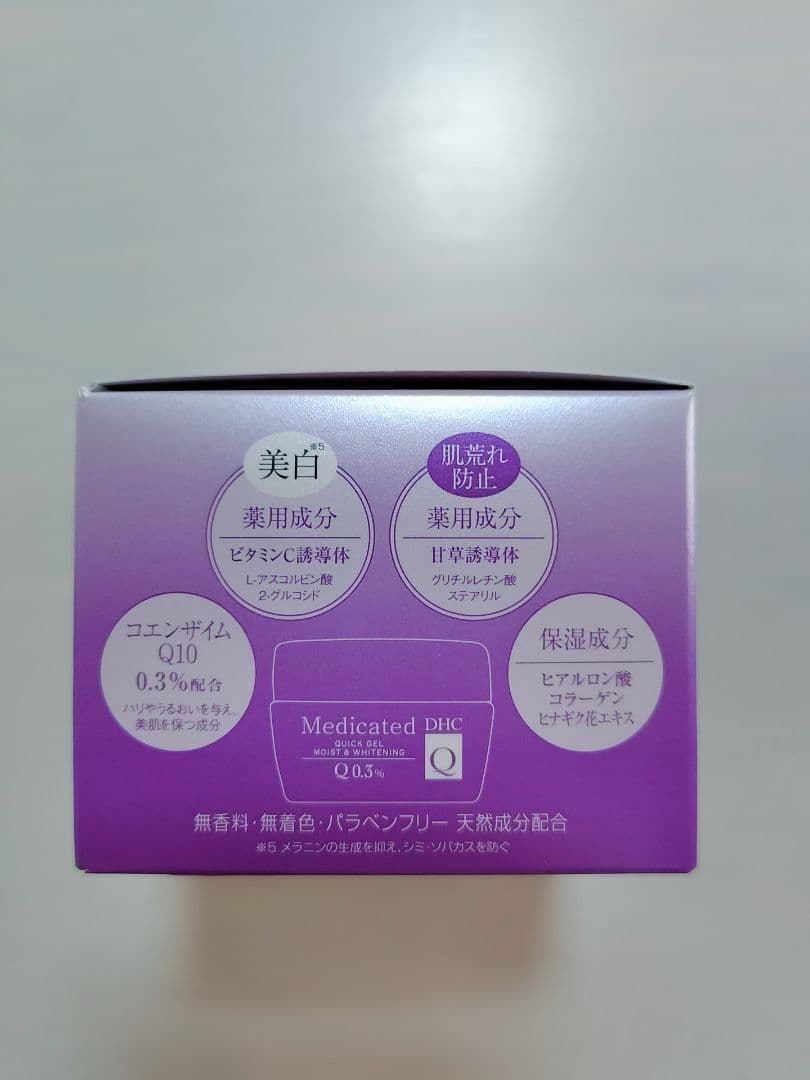 美白※5
薬用成分
ビタミンC誘導体
L-アスコルビン酸
2-グルコシド
肌荒れ
防止
薬用成分
甘草誘導体
グリチルレチン酸
ステアリル
コエンザイム
Q10
0.3%配合
ハリやうるおいを与え、
美肌を保つ成分
保湿成分
ヒアルロン酸
コラーゲン
ヒナギク花エキス
Medicated DHC
QUICK GEL
MOIST & WHITENING
Q 0.3%
Q
無香料・無着色・パラベンフリー 天然成分配合
※5 メラニンの生成を抑え、シミ・ソバカスを防ぐ